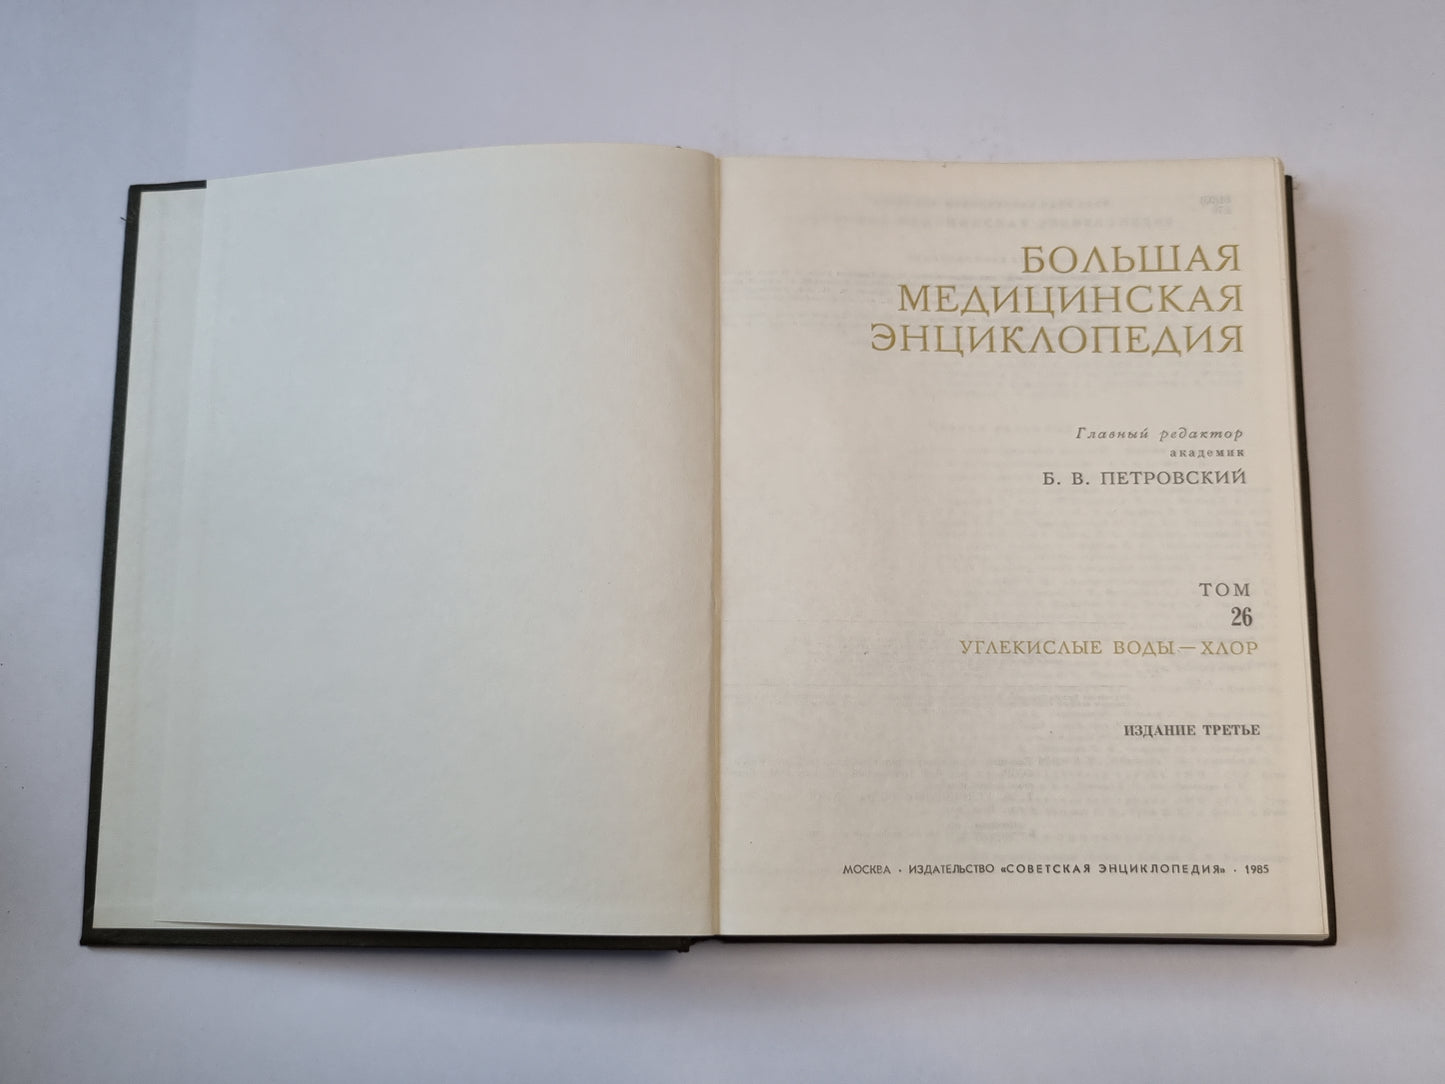 БОЛЬШАЯ
МЕДИЦИНСКАЯ
ЭНЦИКЛОПЕДИЯ
Главный редактор
академик
Б. В. ПЕТРОВСКИЙ
ТОМ
26
УГЛЕКИСЛЫЕ ВОДЫ — ХЛОР
ИЗДАНИЕ ТРЕТЬЕ
МОСКВА · ИЗДАТЕЛЬСТВО «СОВЕТСКАЯ ЭНЦИКЛОПЕДИЯ» · 1985